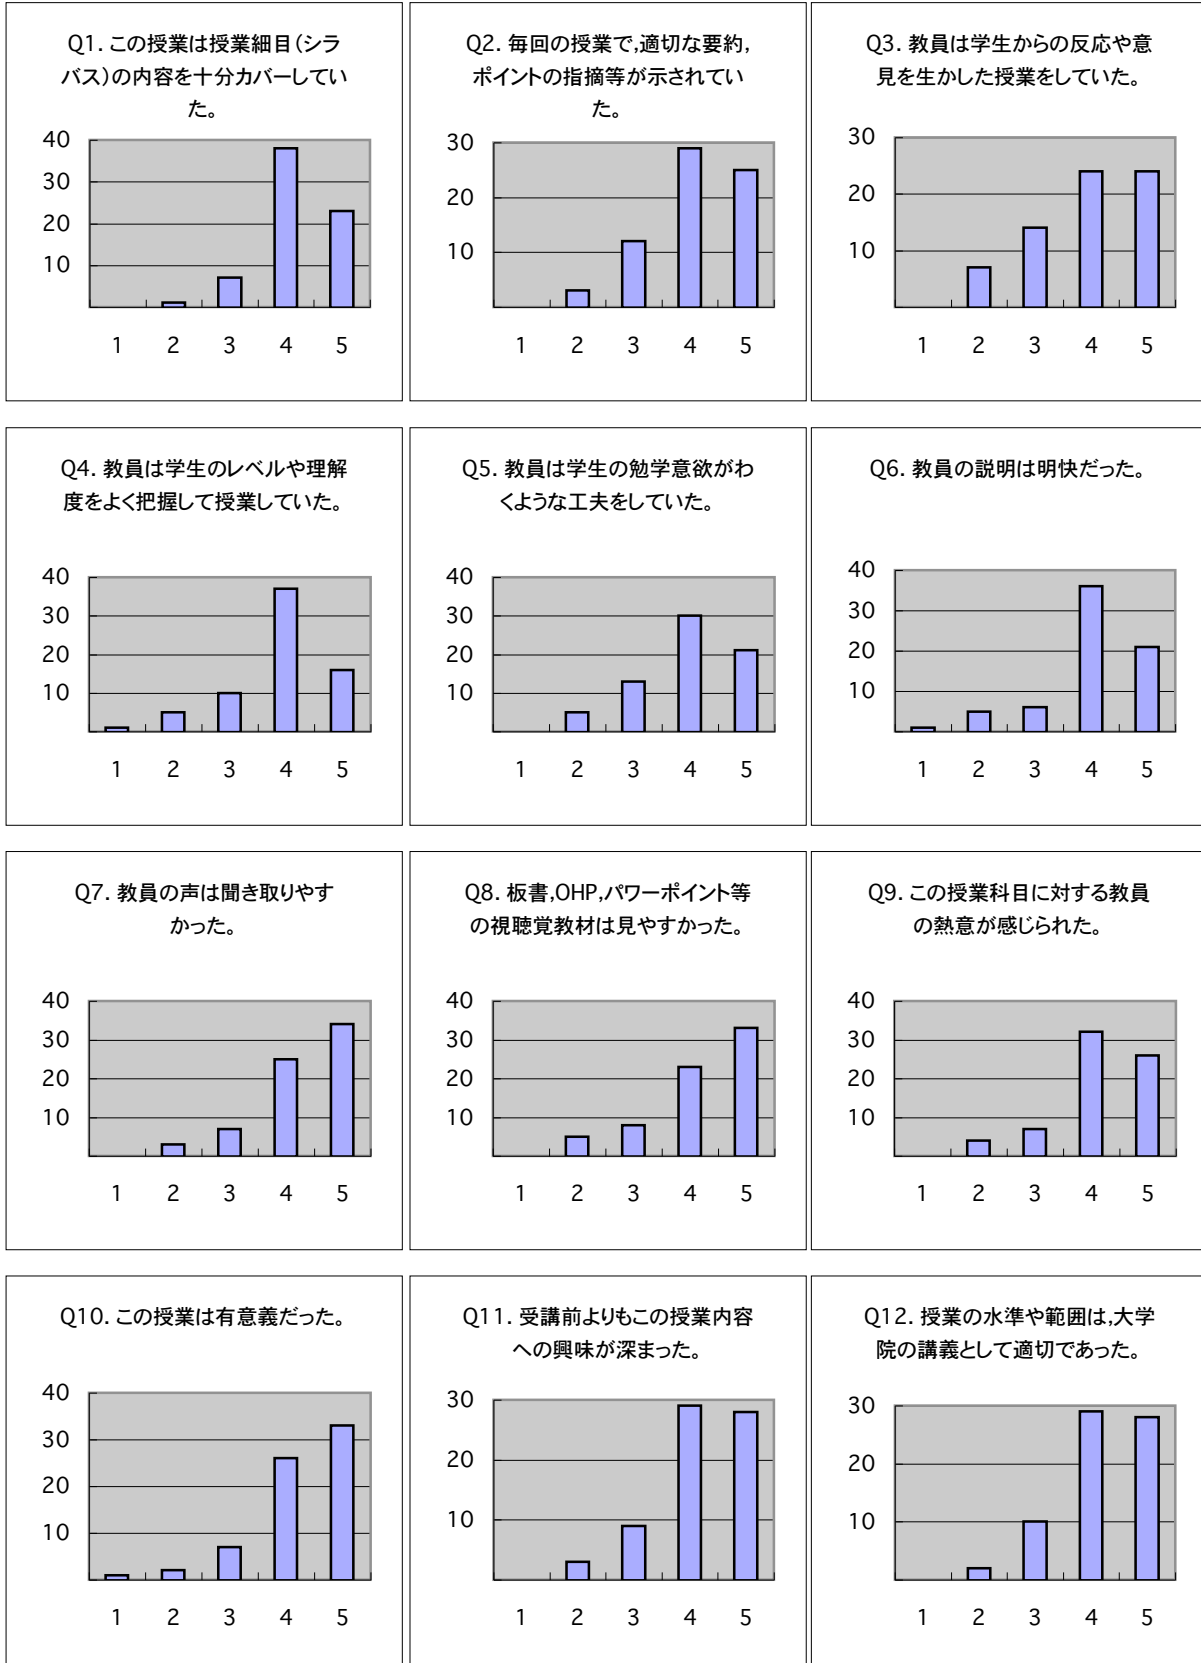 Q1. この授業は授業細目(シラ
バス)の内容を十分カバーしてい
た。
40
30
20
10
1 2 3 4 5
Q2. 毎回の授業で,適切な要約,
ポイントの指摘等が示されてい
た。
30
20
10
1 2 3 4 5
Q3. 教員は学生からの反応や意
見を生かした授業をしていた。
30
20
10
1 2 3 4 5
Q4. 教員は学生のレベルや理解
度をよく把握して授業していた。
40
30
20
10
1 2 3 4 5
Q5. 教員は学生の勉学意欲がわ
くような工夫をしていた。
40
30
20
10
1 2 3 4 5
Q6. 教員の説明は明快だった。
40
30
20
10
1 2 3 4 5
Q7. 教員の声は聞き取りやす
かった。
40
30
20
10
1 2 3 4 5
Q8. 板書,OHP,パワーポイント等
の視聴覚教材は見やすかった。
40
30
20
10
1 2 3 4 5
Q9. この授業科目に対する教員
の熱意が感じられた。
40
30
20
10
1 2 3 4 5
Q10. この授業は有意義だった。
40
30
20
10
1 2 3 4 5
Q11. 受講前よりもこの授業内容
への興味が深まった。
30
20
10
1 2 3 4 5
Q12. 授業の水準や範囲は,大学
院の講義として適切であった。
30
20
10
1 2 3 4 5